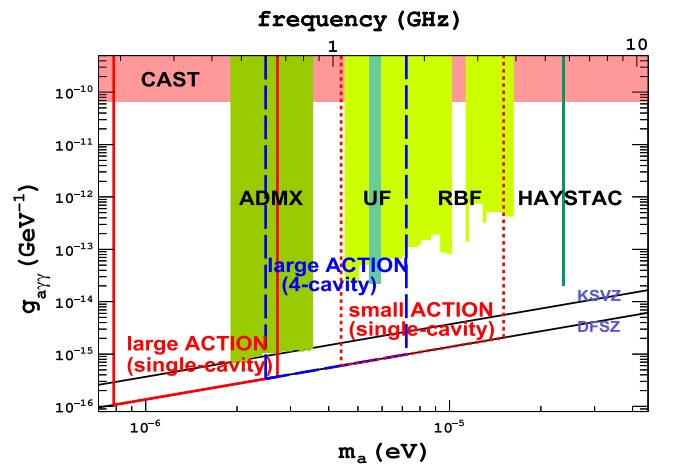 frequency (GHz)
1 10
CAST
10⁻¹⁰
10⁻¹¹
10⁻¹²
ADMX UF RBF HAYSTAC
10⁻¹³
large ACTION
(4-cavity)
10⁻¹⁴
KSVZ
small ACTION
(single-cavity)
DFSZ
large ACTION
(single-cavity)
10⁻¹⁵
10⁻¹⁶
g_aγγ (GeV⁻¹)
10⁻⁶ 10⁻⁵
m_a (eV)